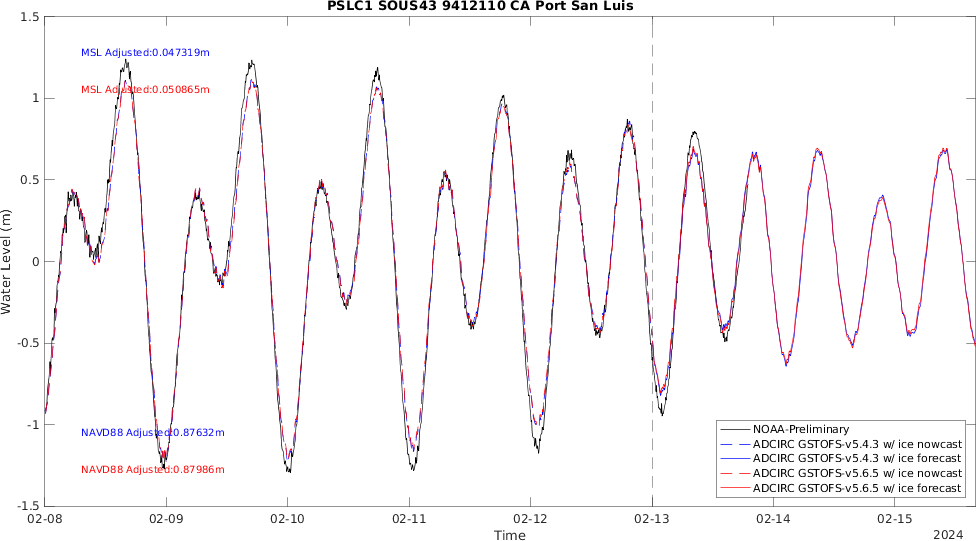 PSLC1 SOUS43 9412110 CA Port San Luis
1.5
1
0.5
0
-0.5
-1
-1.5
Water Level (m)
MSL Adjusted:0.047319m
MSL Adjusted:0.050865m
NAVD88 Adjusted:0.87632m
NAVD88 Adjusted:0.87986m
NOAA-Preliminary
ADCIRC GSTOFS-v5.4.3 w/ ice nowcast
ADCIRC GSTOFS-v5.4.3 w/ ice forecast
ADCIRC GSTOFS-v5.6.5 w/ ice nowcast
ADCIRC GSTOFS-v5.6.5 w/ ice forecast
02-08 02-09 02-10 02-11 02-12 02-13 02-14 02-15
Time
2024